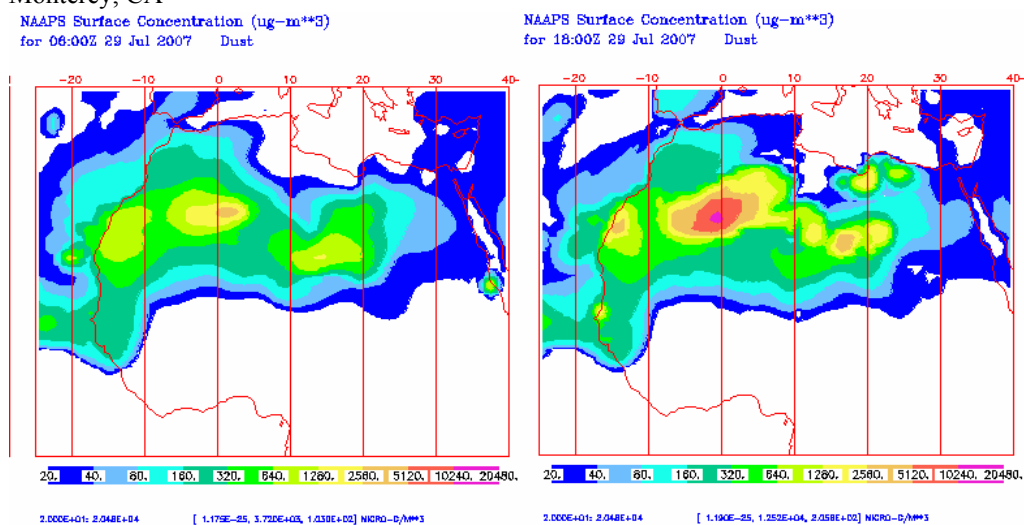 Monterey, CA
NAAPS Surface Concentration (ug-m**3)
for 06:00Z 29 Jul 2007 Dust
-20 -10 0 10 20 30 40-
20. 40. 80. 160. 320. 640. 1280. 2560. 5120. 10240. 20480.
2.000E+01: 2.048E+04 [ 1.175E-25, 3.720E+03, 1.030E+02] MICRO-G/M**3
NAAPS Surface Concentration (ug-m**3)
for 18:00Z 29 Jul 2007 Dust
-20 -10 0 10 20 30 40-
20. 40. 80. 160. 320. 640. 1280. 2560. 5120. 10240. 20480.
2.000E+01: 2.048E+04 [ 1.190E-25, 1.252E+04, 2.058E+02] MICRO-G/M**3